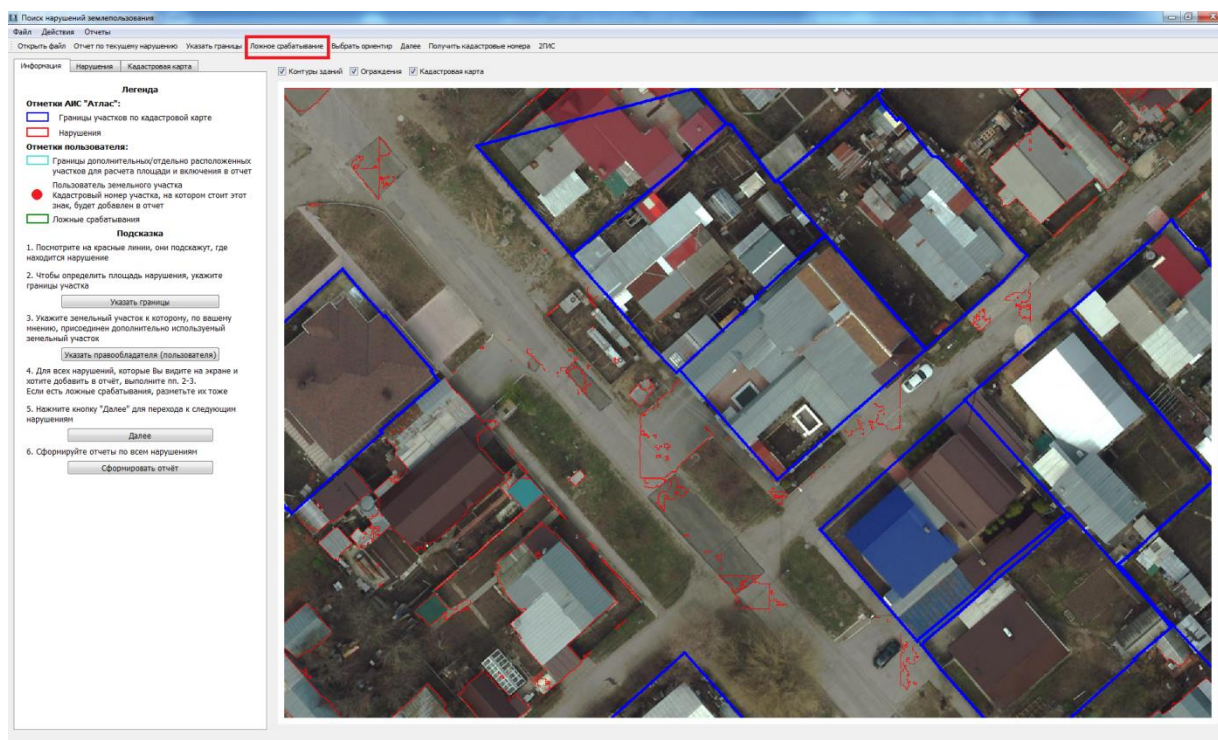 Поиск нарушений землепользования
Файл Действия Отчеты
Открыть файл Отчет по текущему нарушению Указать границы Ложное срабатывание Выбрать ориентир Далее Получить кадастровые номера 2ГИС
Информация Нарушения Кадастровая карта
Контуры зданий Ограждения Кадастровая карта
Легенда
Отметки АИС "Атлас":
Границы участков по кадастровой карте
Нарушения
Отметки пользователя:
Границы дополнительных/отдельно расположенных
участков для расчета площади и включения в отчет
Пользователь земельного участка
Кадастровый номер участка, на котором стоит этот
знак, будет добавлен в отчет
Ложные срабатывания
Подсказка
1. Посмотрите на красные линии, они подскажут, где
находится нарушение
2. Чтобы определить площадь нарушения, укажите
границы участка
Указать границы
3. Укажите земельный участок к которому, по вашему
мнению, присоединен дополнительно используемый
земельный участок
Указать правообладателя (пользователя)
4. Для всех нарушений, которые Вы видите на экране и
хотите добавить в отчёт, выполните пп. 2-3.
Если есть ложные срабатывания, разметьте их тоже
5. Нажмите кнопку "Далее" для перехода к следующим
нарушениям
Далее
6. Сформируйте отчеты по всем нарушениям
Сформировать отчёт